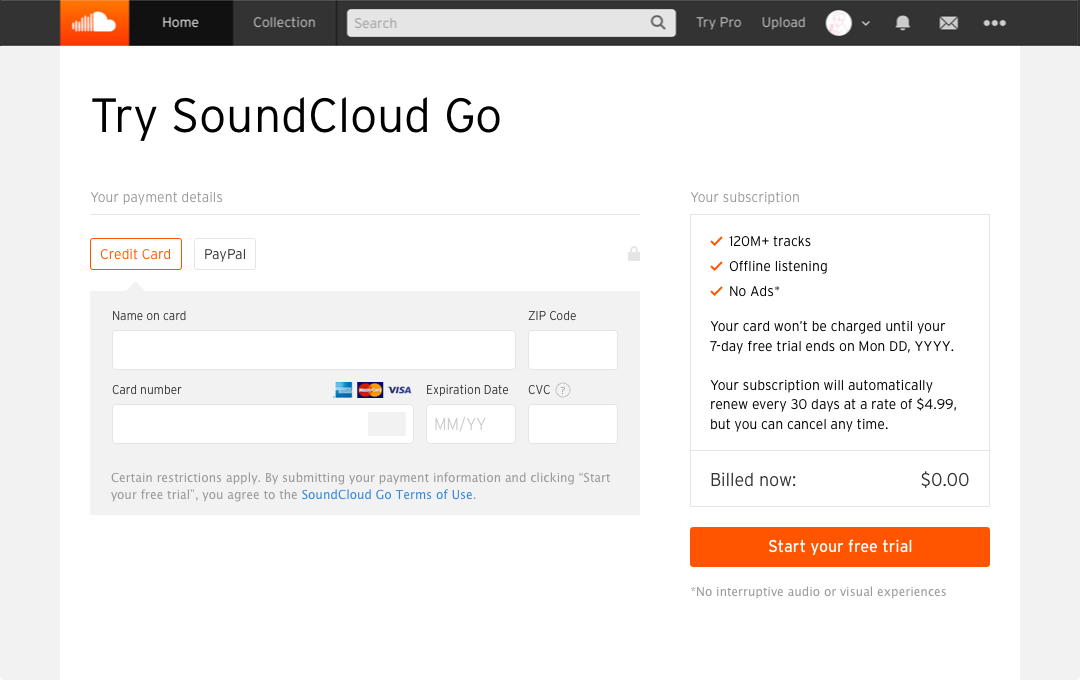 Home
Collection
Search
Try Pro
Upload
Try SoundCloud Go
Your payment details
Credit Card
PayPal
Name on card
ZIP Code
Card number
VISA
Expiration Date
CVC ?
MM/YY
Certain restrictions apply. By submitting your payment information and clicking “Start
your free trial”, you agree to the SoundCloud Go Terms of Use.
Your subscription
120M+ tracks
Offline listening
No Ads*
Your card won’t be charged until your
7-day free trial ends on Mon DD, YYYY.
Your subscription will automatically
renew every 30 days at a rate of $4.99,
but you can cancel any time.
Billed now: $0.00
Start your free trial
*No interruptive audio or visual experiences